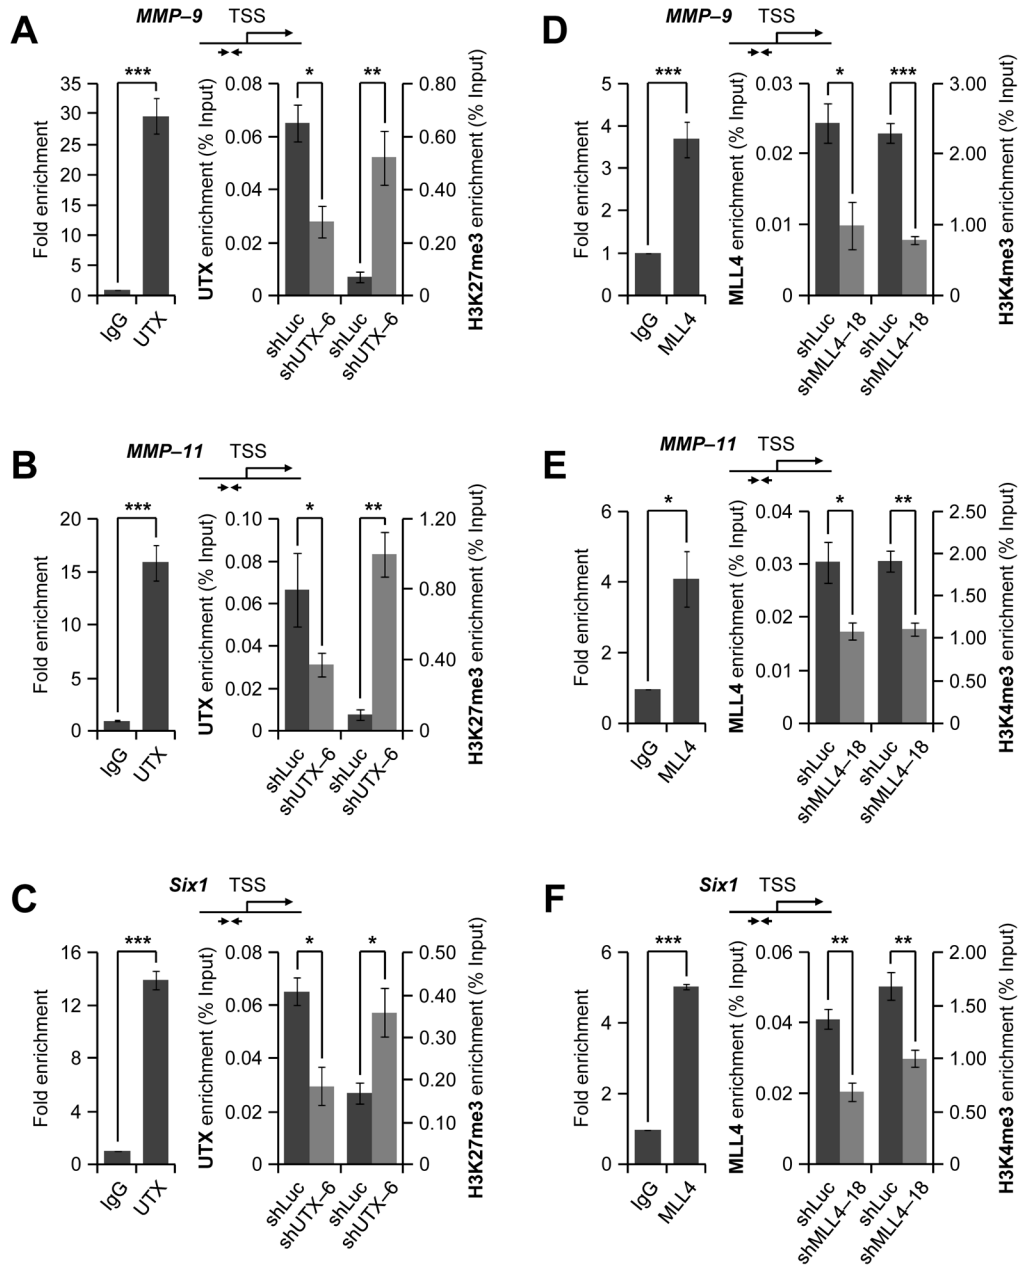 A
MMP–9 TSS
***
* **
35
30
25
20
15
10
5
0
Fold enrichment
IgG
UTX
0.08
0.06
0.04
0.02
0
UTX enrichment (% Input)
0.80
0.60
0.40
0.20
0
H3K27me3 enrichment (% Input)
shLuc
shUTX–6
shLuc
shUTX–6
D
MMP–9 TSS
***
* ***
5
4
3
2
1
0
Fold enrichment
IgG
MLL4
0.03
0.02
0.01
0
MLL4 enrichment (% Input)
3.00
2.00
1.00
0
H3K4me3 enrichment (% Input)
shLuc
shMLL4–18
shLuc
shMLL4–18
B
MMP–11 TSS
***
* **
20
15
10
5
0
Fold enrichment
IgG
UTX
0.10
0.08
0.06
0.04
0.02
0
UTX enrichment (% Input)
1.20
0.80
0.40
0
H3K27me3 enrichment (% Input)
shLuc
shUTX–6
shLuc
shUTX–6
E
MMP–11 TSS
*
* **
6
4
2
0
Fold enrichment
IgG
MLL4
0.04
0.03
0.02
0.01
0
MLL4 enrichment (% Input)
2.50
2.00
1.50
1.00
0.50
0
H3K4me3 enrichment (% Input)
shLuc
shMLL4–18
shLuc
shMLL4–18
C
Six1 TSS
***
* *
16
12
8
4
0
Fold enrichment
IgG
UTX
0.08
0.06
0.04
0.02
0
UTX enrichment (% Input)
0.50
0.40
0.30
0.20
0.10
0
H3K27me3 enrichment (% Input)
shLuc
shUTX–6
shLuc
shUTX–6
F
Six1 TSS
***
** **
6
4
2
0
Fold enrichment
IgG
MLL4
0.06
0.04
0.02
0
MLL4 enrichment (% Input)
2.00
1.50
1.00
0.50
0
H3K4me3 enrichment (% Input)
shLuc
shMLL4–18
shLuc
shMLL4–18